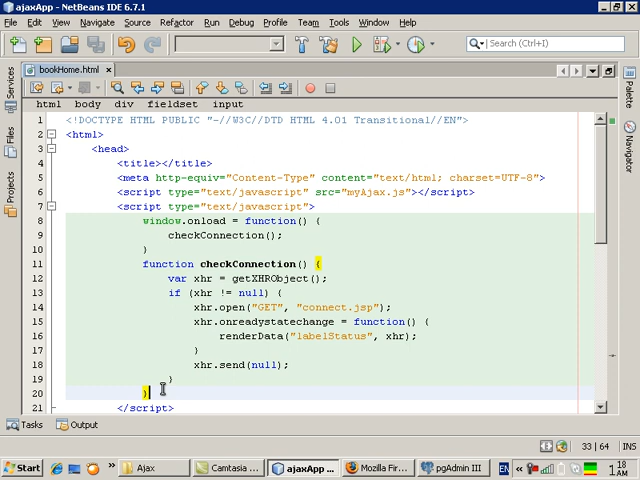 ajaxApp - NetBeans IDE 6.7.1
File Edit View Navigate Source Refactor Run Debug Profile Team Tools Window Help
Search (Ctrl+I)
bookHome.html
html body div fieldset input
1 <!DOCTYPE HTML PUBLIC "-//W3C//DTD HTML 4.01 Transitional//EN">
2 <html>
3 <head>
4 <title></title>
5 <meta http-equiv="Content-Type" content="text/html; charset=UTF-8">
6 <script type="text/javascript" src="myAjax.js"></script>
7 <script type="text/javascript">
8 window.onload = function() {
9 checkConnection();
10 }
11 function checkConnection() {
12 var xhr = getXHRObject();
13 if (xhr != null) {
14 xhr.open("GET", "connect.jsp");
15 xhr.onreadystatechange = function() {
16 renderData("labelStatus", xhr);
17 }
18 xhr.send(null);
19 }
20 }
21 </script>
Services
Files
Projects
Palette
Navigator
Tasks Output
33 | 64 INS
Start Ajax Camtasia ... ajaxApp ... Mozilla Fir... pgAdmin III EN 1 18 AM